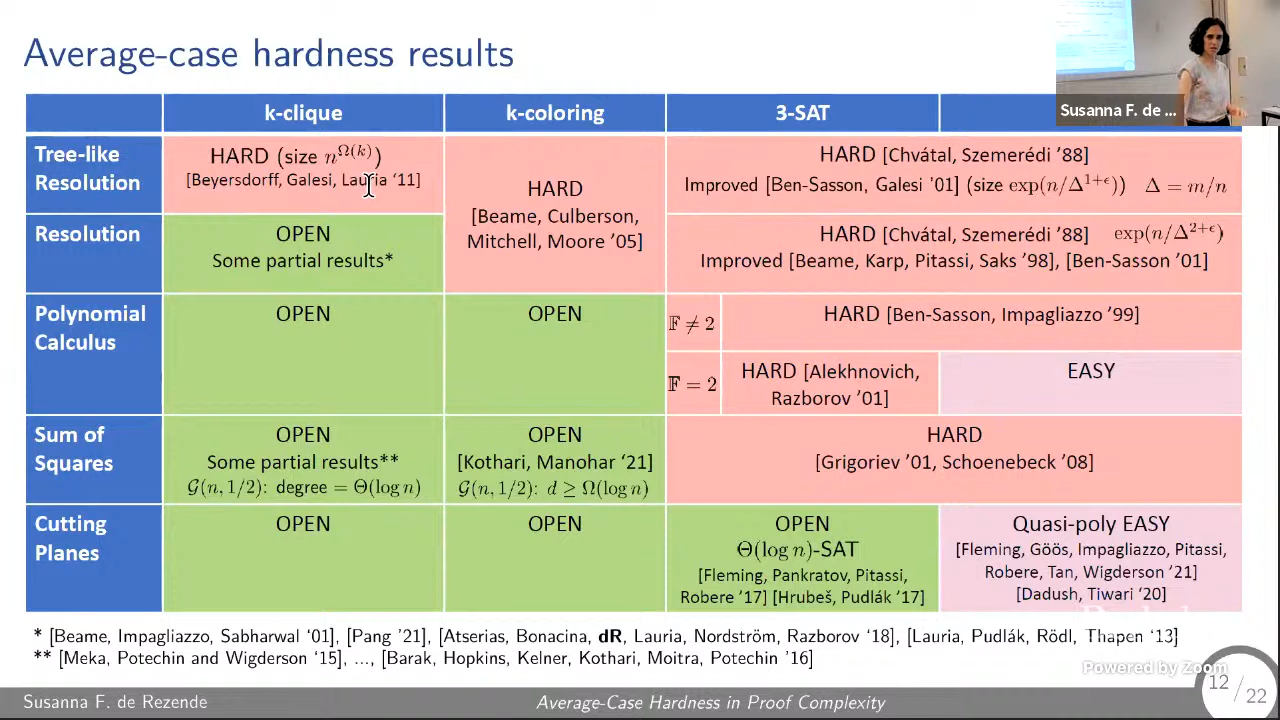 Average-case hardness results
Susanna F. de ...
k-clique
k-coloring
3-SAT
Tree-like
Resolution
HARD (size n^{Ω(k)})
[Beyersdorff, Galesi, Lauria ‘11]
HARD
[Beame, Culberson,
Mitchell, Moore ’05]
HARD [Chvátal, Szemerédi ’88]
Improved [Ben-Sasson, Galesi ’01] (size exp(n/Δ^{1+ϵ})) Δ = m/n
Resolution
OPEN
Some partial results*
HARD [Chvátal, Szemerédi ’88] exp(n/Δ^{2+ϵ})
Improved [Beame, Karp, Pitassi, Saks ’98], [Ben-Sasson ’01]
Polynomial
Calculus
OPEN
OPEN
𝔽 ≠ 2
HARD [Ben-Sasson, Impagliazzo ’99]
𝔽 = 2
HARD [Alekhnovich,
Razborov ’01]
EASY
Sum of
Squares
OPEN
Some partial results**
𝒢(n, 1/2): degree = Θ(log n)
OPEN
[Kothari, Manohar ‘21]
𝒢(n, 1/2): d ≥ Ω(log n)
HARD
[Grigoriev ’01, Schoenebeck ’08]
Cutting
Planes
OPEN
OPEN
OPEN
Θ(log n)-SAT
[Fleming, Pankratov, Pitassi,
Robere ’17] [Hrubeš, Pudlák ’17]
Quasi-poly EASY
[Fleming, Göös, Impagliazzo, Pitassi,
Robere, Tan, Wigderson ’21]
[Dadush, Tiwari ’20]
* [Beame, Impagliazzo, Sabharwal ‘01], [Pang ’21], [Atserias, Bonacina, dR, Lauria, Nordström, Razborov ‘18], [Lauria, Pudlák, Rödl, Thapen ‘13]
** [Meka, Potechin and Wigderson ‘15], ..., [Barak, Hopkins, Kelner, Kothari, Moitra, Potechin ’16]
Powered by Zoom
Susanna F. de Rezende
Average-Case Hardness in Proof Complexity
12 / 22